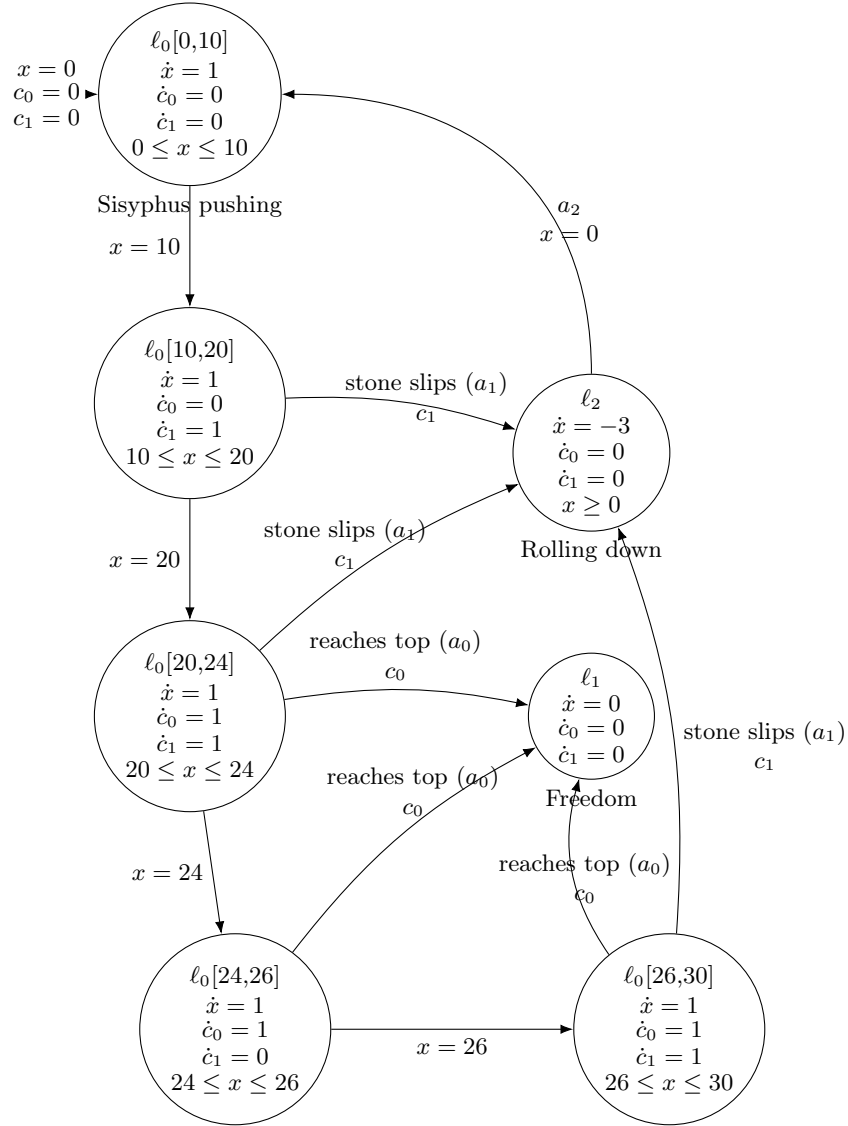 ℓ₀[0,10]
ẋ = 1
ċ₀ = 0
ċ₁ = 0
0 ≤ x ≤ 10
x = 0
c₀ = 0
c₁ = 0
Sisyphus pushing
a₂
x = 0
x = 10
ℓ₀[10,20]
ẋ = 1
ċ₀ = 0
ċ₁ = 1
10 ≤ x ≤ 20
stone slips (a₁)
c₁
ℓ₂
ẋ = −3
ċ₀ = 0
ċ₁ = 0
x ≥ 0
Rolling down
x = 20
stone slips (a₁)
c₁
ℓ₀[20,24]
ẋ = 1
ċ₀ = 1
ċ₁ = 1
20 ≤ x ≤ 24
reaches top (a₀)
c₀
ℓ₁
ẋ = 0
ċ₀ = 0
ċ₁ = 0
Freedom
stone slips (a₁)
c₁
reaches top (a₀)
c₀
x = 24
reaches top (a₀)
c₀
ℓ₀[24,26]
ẋ = 1
ċ₀ = 1
ċ₁ = 0
24 ≤ x ≤ 26
x = 26
ℓ₀[26,30]
ẋ = 1
ċ₀ = 1
ċ₁ = 1
26 ≤ x ≤ 30